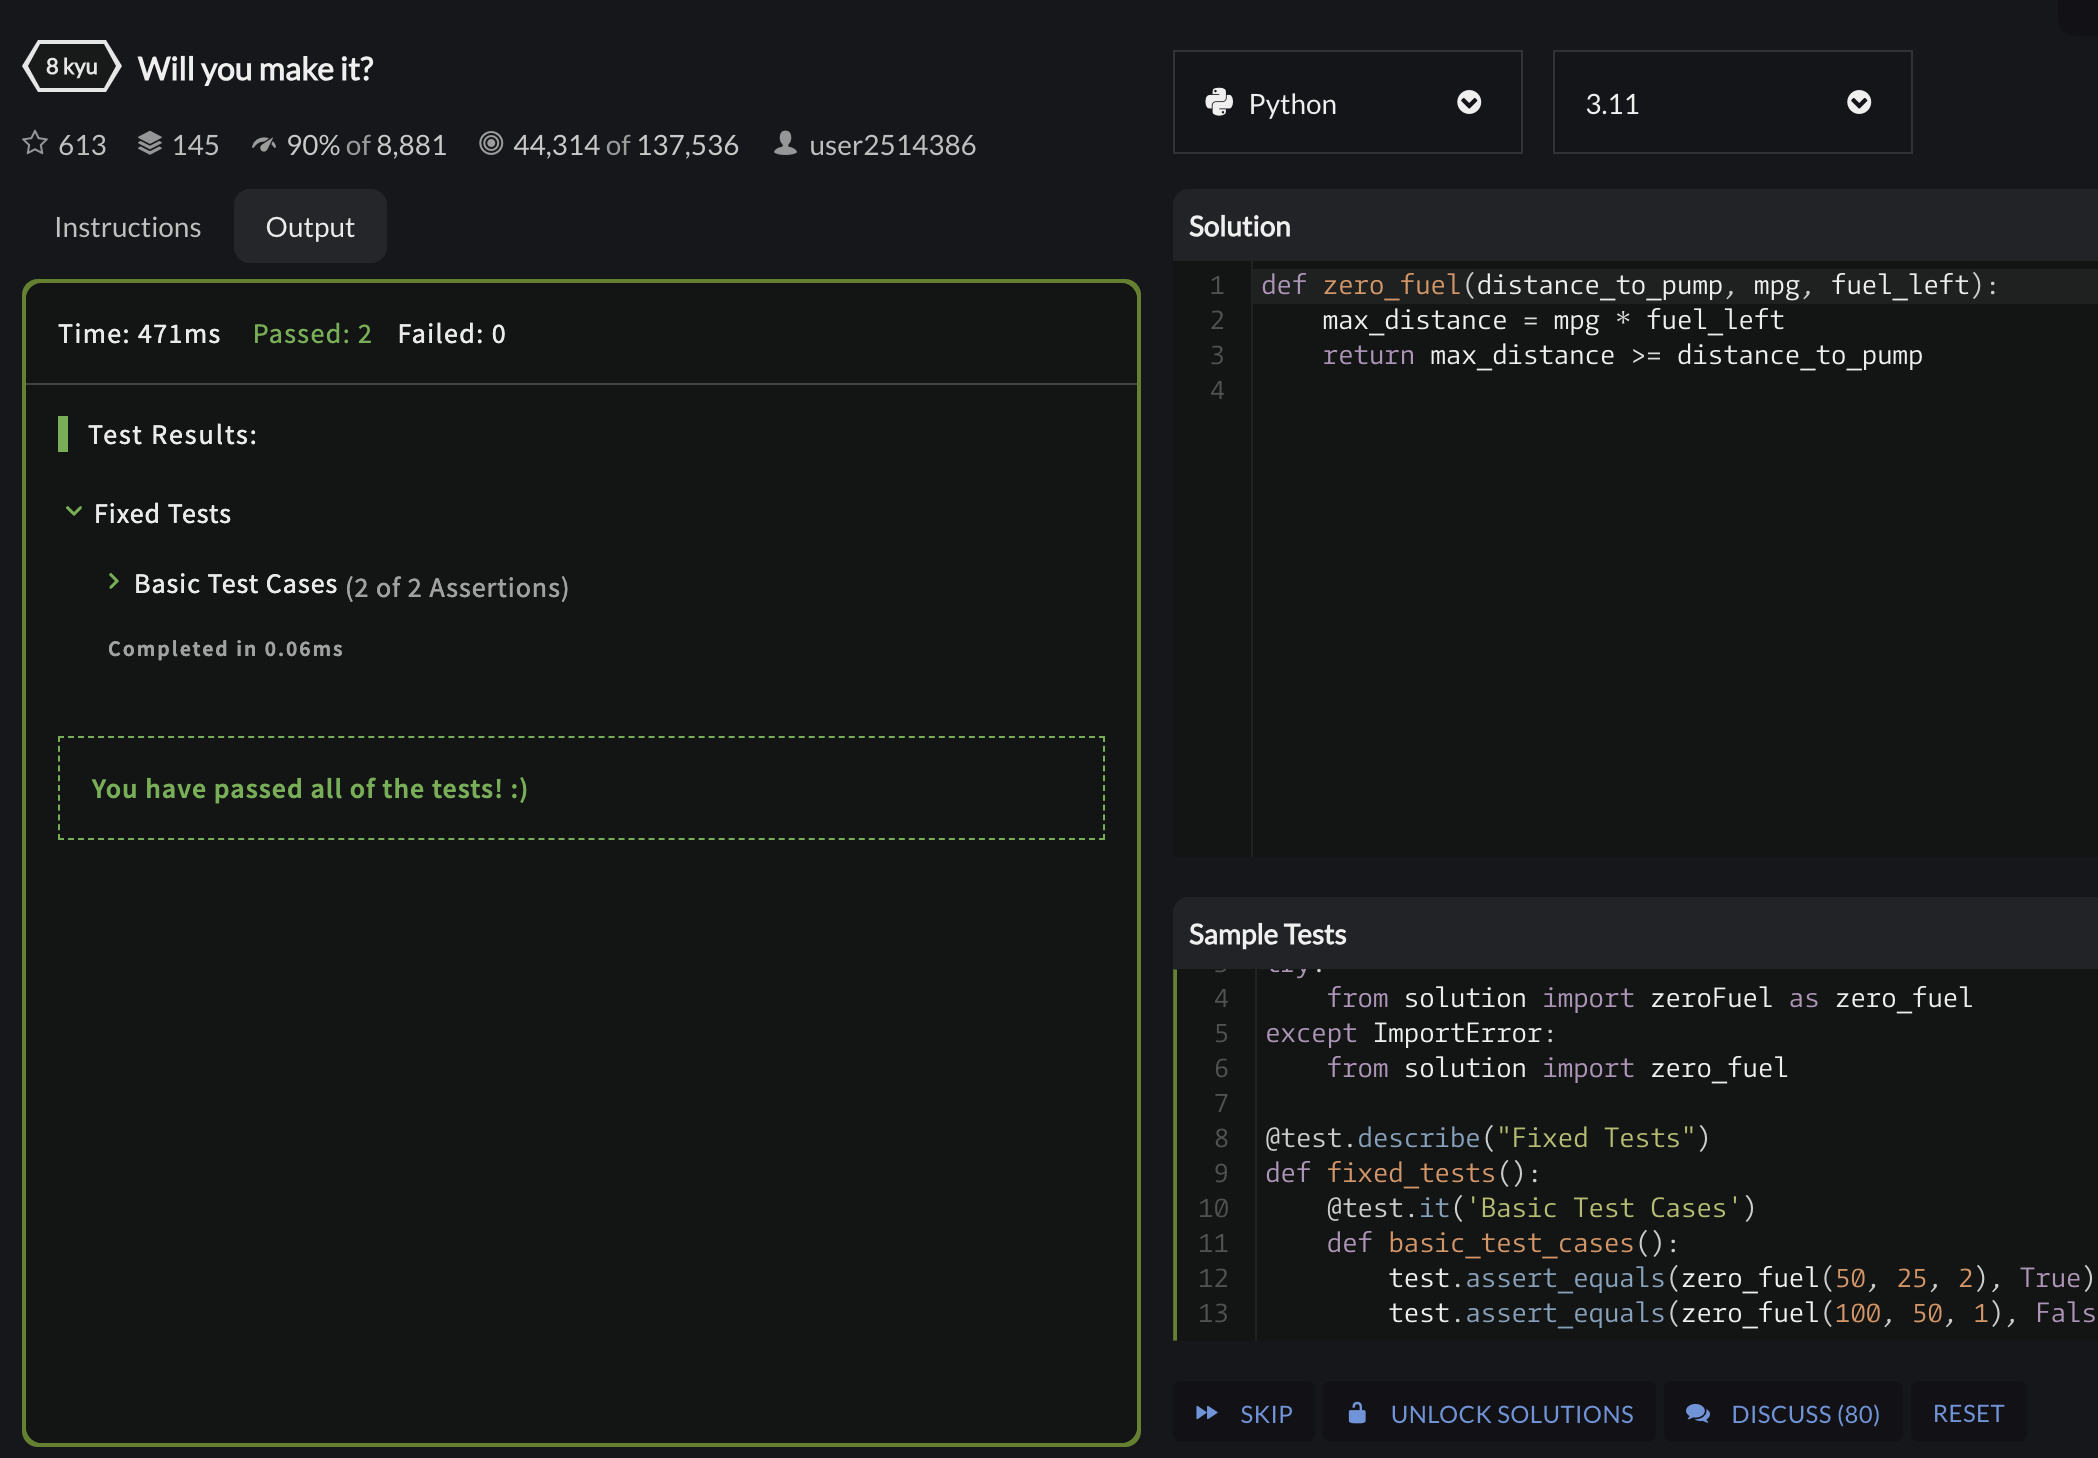 8 kyu Will you make it?
613 145 90% of 8,881 44,314 of 137,536 user2514386
Instructions Output
Time: 471ms Passed: 2 Failed: 0
Test Results:
Fixed Tests
Basic Test Cases (2 of 2 Assertions)
Completed in 0.06ms
You have passed all of the tests! :)
Python 3.11
Solution
1 def zero_fuel(distance_to_pump, mpg, fuel_left):
2     max_distance = mpg * fuel_left
3     return max_distance >= distance_to_pump
4
Sample Tests
4     from solution import zeroFuel as zero_fuel
5 except ImportError:
6     from solution import zero_fuel
7
8 @test.describe("Fixed Tests")
9 def fixed_tests():
10     @test.it('Basic Test Cases')
11     def basic_test_cases():
12         test.assert_equals(zero_fuel(50, 25, 2), True)
13         test.assert_equals(zero_fuel(100, 50, 1), Fals
SKIP UNLOCK SOLUTIONS DISCUSS (80) RESET